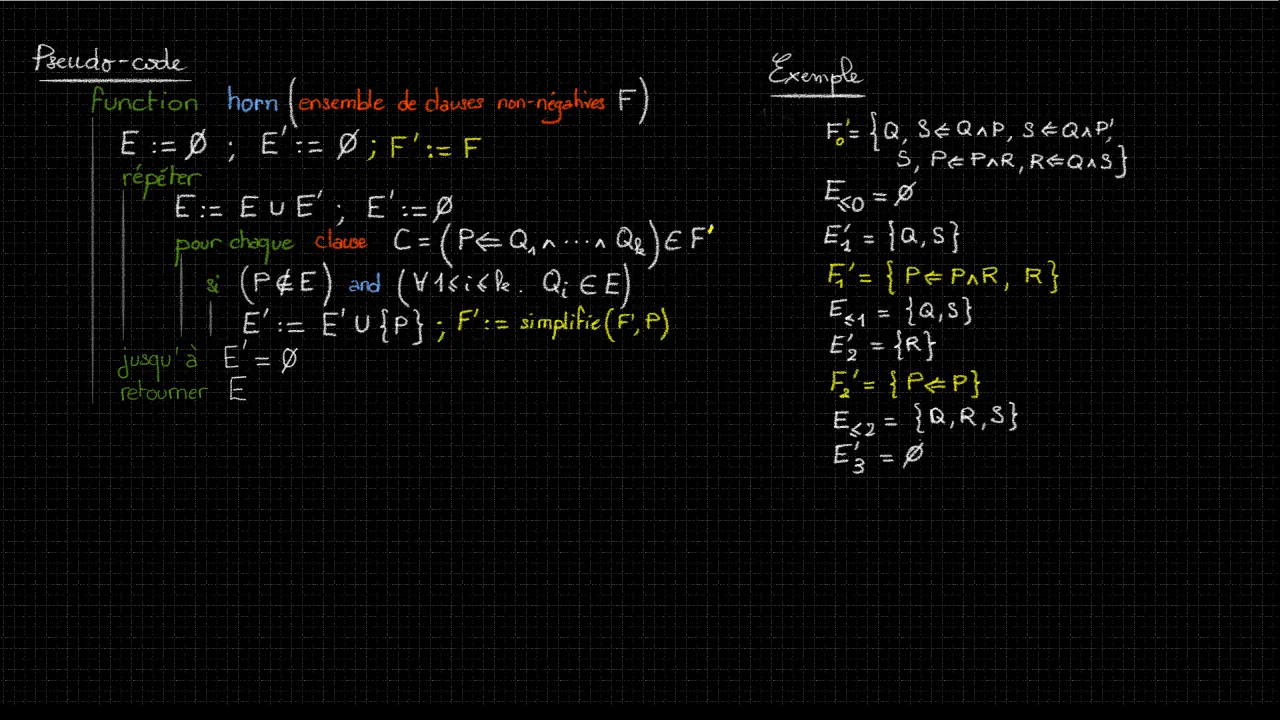 Pseudo-code
function horn (ensemble de clauses non-négatives F)
E := ∅ ; E' := ∅ ; F' := F
répéter
E := E ∪ E' ; E' := ∅
pour chaque clause C = (P ⇐ Q₁ ∧ ⋯ ∧ Qₖ) ∈ F'
si (P ∉ E) and (∀ 1 ⩽ i ⩽ k . Qᵢ ∈ E)
E' := E' ∪ {P} ; F' := simplifie(F', P)
jusqu'à E' = ∅
retourner E
Exemple
F₀' = {Q, S ⇐ Q ∧ P, S ⇐ Q ∧ P',
S, P ⇐ P ∧ R, R ⇐ Q ∧ S}
E⩽₀ = ∅
E₁' = {Q, S}
F₁' = {P ⇐ P ∧ R, R}
E⩽₁ = {Q, S}
E₂' = {R}
F₂' = {P ⇐ P}
E⩽₂ = {Q, R, S}
E₃' = ∅